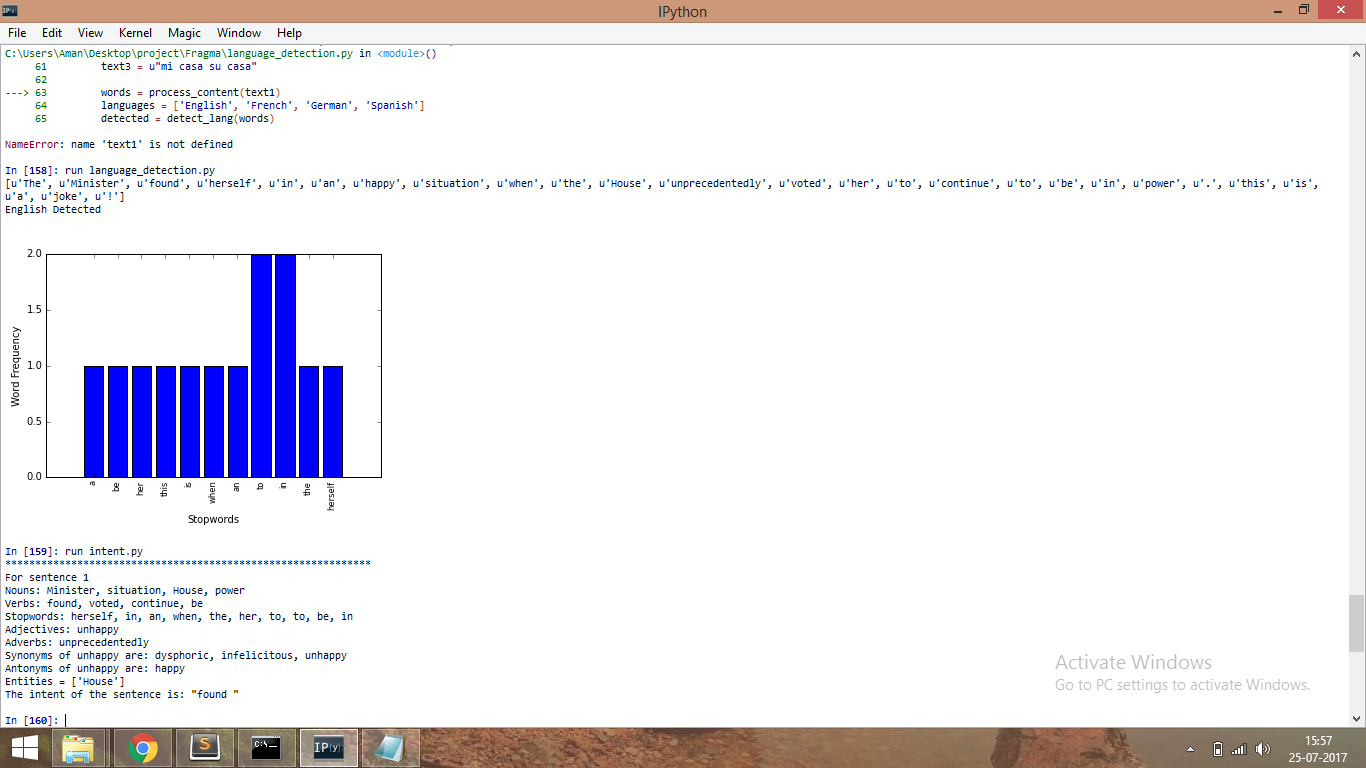 IPython
File Edit View Kernel Magic Window Help
C:\Users\Aman\Desktop\project\Fragma\language_detection.py in <module>()
61 text3 = u"mi casa su casa"
62
---> 63 words = process_content(text1)
64 languages = ['English', 'French', 'German', 'Spanish']
65 detected = detect_lang(words)
NameError: name 'text1' is not defined
In [158]: run language_detection.py
[u'The', u'Minister', u'found', u'herself', u'in', u'an', u'happy', u'situation', u'when', u'the', u'House', u'unprecedentedly', u'voted', u'her', u'to', u'continue', u'to', u'be', u'in', u'power', u'.', u'this', u'is',
u'a', u'joke', u'!']
English Detected
2.0
1.5
1.0
0.5
0.0
Word Frequency
a be her this is when an to in the herself
Stopwords
In [159]: run intent.py
*************************************************************
For sentence 1
Nouns: Minister, situation, House, power
Verbs: found, voted, continue, be
Stopwords: herself, in, an, when, the, her, to, to, be, in
Adjectives: unhappy
Adverbs: unprecedentedly
Synonyms of unhappy are: dysphoric, infelicitous, unhappy
Antonyms of unhappy are: happy
Entities = ['House']
The intent of the sentence is: "found "
In [160]:
Activate Windows
Go to PC settings to activate Windows.
IP[y]
15:57
25-07-2017